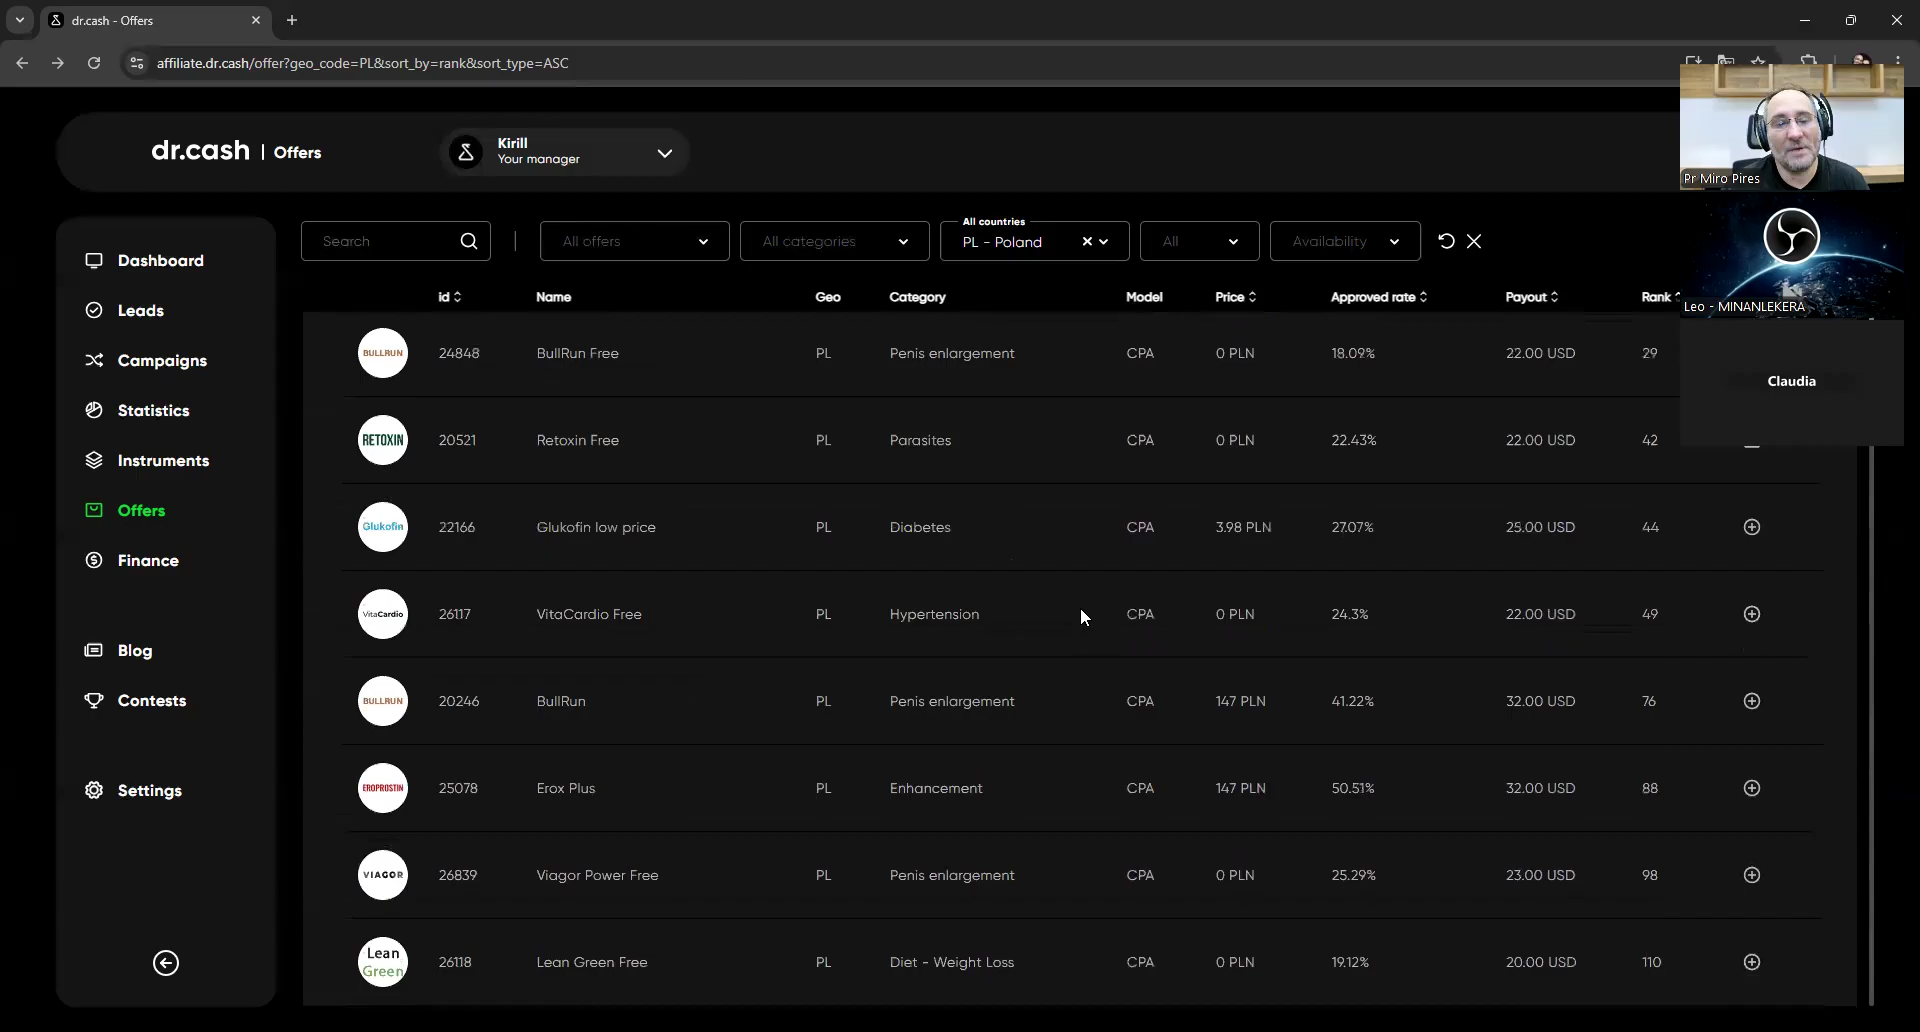 dr.cash - Offers
affiliate.dr.cash/offer?geo_code=PL&sort_by=rank&sort_type=ASC
dr.cash | Offers
Kirill
Your manager
Pr Miro Pires
Leo - MINANLEKERA
Claudia
Dashboard
Leads
Campaigns
Statistics
Instruments
Offers
Finance
Blog
Contests
Settings
Search
All offers
All categories
All countries
PL - Poland
All
Availability
id Name Geo Category Model Price Approved rate Payout Rank
BULLRUN 24848 BullRun Free PL Penis enlargement CPA 0 PLN 18.09% 22.00 USD 29
RETOXIN 20521 Retoxin Free PL Parasites CPA 0 PLN 22.43% 22.00 USD 42
Glukofin 22166 Glukofin low price PL Diabetes CPA 3.98 PLN 27.07% 25.00 USD 44
VitaCardio 26117 VitaCardio Free PL Hypertension CPA 0 PLN 24.3% 22.00 USD 49
BULLRUN 20246 BullRun PL Penis enlargement CPA 147 PLN 41.22% 32.00 USD 76
EROPROSTIN 25078 Erox Plus PL Enhancement CPA 147 PLN 50.51% 32.00 USD 88
VIAGOR 26839 Viagor Power Free PL Penis enlargement CPA 0 PLN 25.29% 23.00 USD 98
Lean Green 26118 Lean Green Free PL Diet - Weight Loss CPA 0 PLN 19.12% 20.00 USD 110